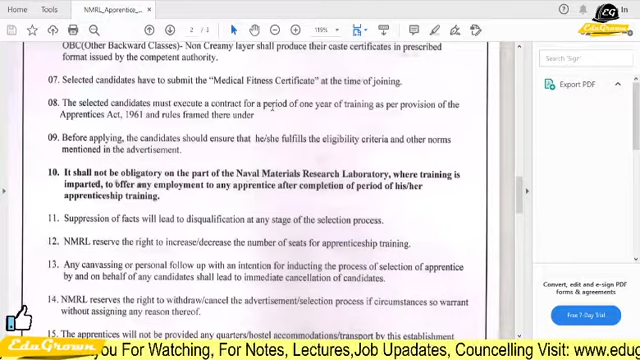 Home
Tools
NMRL_Apprentice_...
In
CG
EduGrown
2 / 3
119%
OBC(Other Backward Classes)- Non Creamy layer shall produce their caste certificates in prescribed
format issued by the competent authority.
07. Selected candidates have to submit the "Medical Fitness Certificate" at the time of joining.
08. The selected candidates must execute a contract for a period of one year of training as per provision of the
Apprentices Act, 1961 and rules framed there under
09. Before applying, the candidates should ensure that he/she fulfills the eligibility criteria and other norms
mentioned in the advertisement.
10. It shall not be obligatory on the part of the Naval Materials Research Laboratory, where training is
imparted, to offer any employment to any apprentice after completion of period of his/her
apprenticeship training.
11. Suppression of facts will lead to disqualification at any stage of the selection process.
12. NMRL reserve the right to increase/decrease the number of seats for apprenticeship training.
13. Any canvassing or personal follow up with an intention for inducting the process of selection of apprentice
by and on behalf of any candidates shall lead to immediate cancellation of candidates.
14. NMRL reserves the right to withdraw/cancel the advertisement/selection process if circumstances so warrant
without assigning any reason thereof.
15. The apprentices will not be provided any quarters/hostel accommodations/transport by this establishment
Search 'Sign'
Export PDF
Convert, edit and e-sign PDF
forms & agreements
Free 7-Day Trial
EduGrown
You For Watching, For Notes, Lectures,Job Upadates, Councelling Visit: www.edu